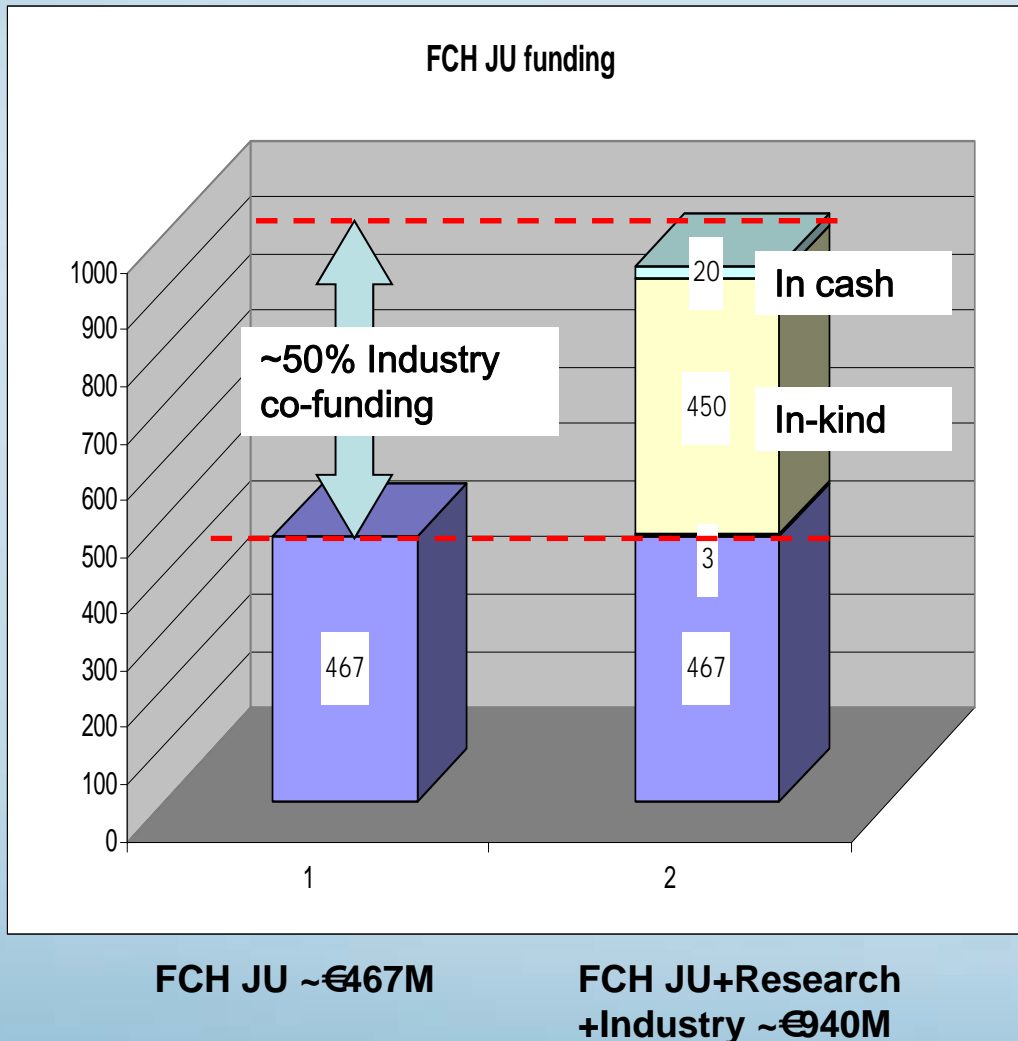 FCH JU funding
1000
900
800
700
600
500
400
300
200
100
0
~50% Industry
co-funding
20
In cash
450
In-kind
3
467
467
1
2
FCH JU ~€467M
FCH JU+Research
+Industry ~€940M